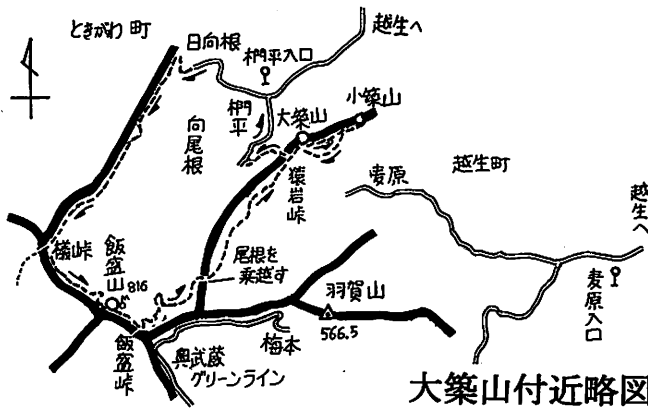 ときがわ 町
日向根
椚平入口
越生へ
椚平
向尾根
大築山
小築山
猿岩峠
麦原
越生町
越生へ
麦原入口
飯盛山
816
尾根を
乗越す
羽賀山
566.5
梅本
飯盛峠
奥武蔵
グリーンライン
大築山付近略図